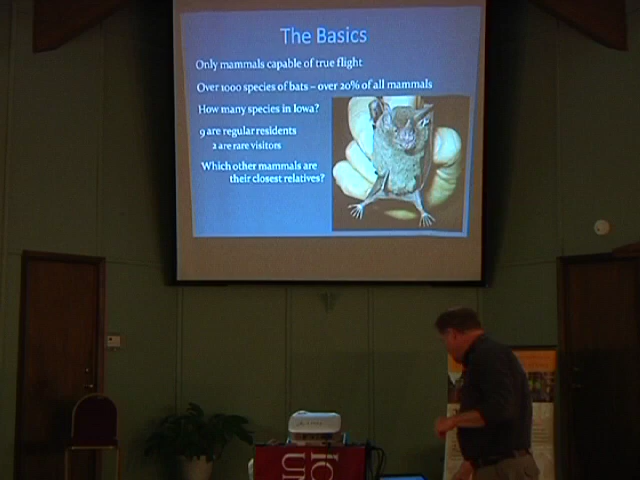 The Basics
Only mammals capable of true flight
Over 1000 species of bats – over 20% of all mammals
How many species in Iowa?
9 are regular residents
2 are rare visitors
Which other mammals are
their closest relatives?